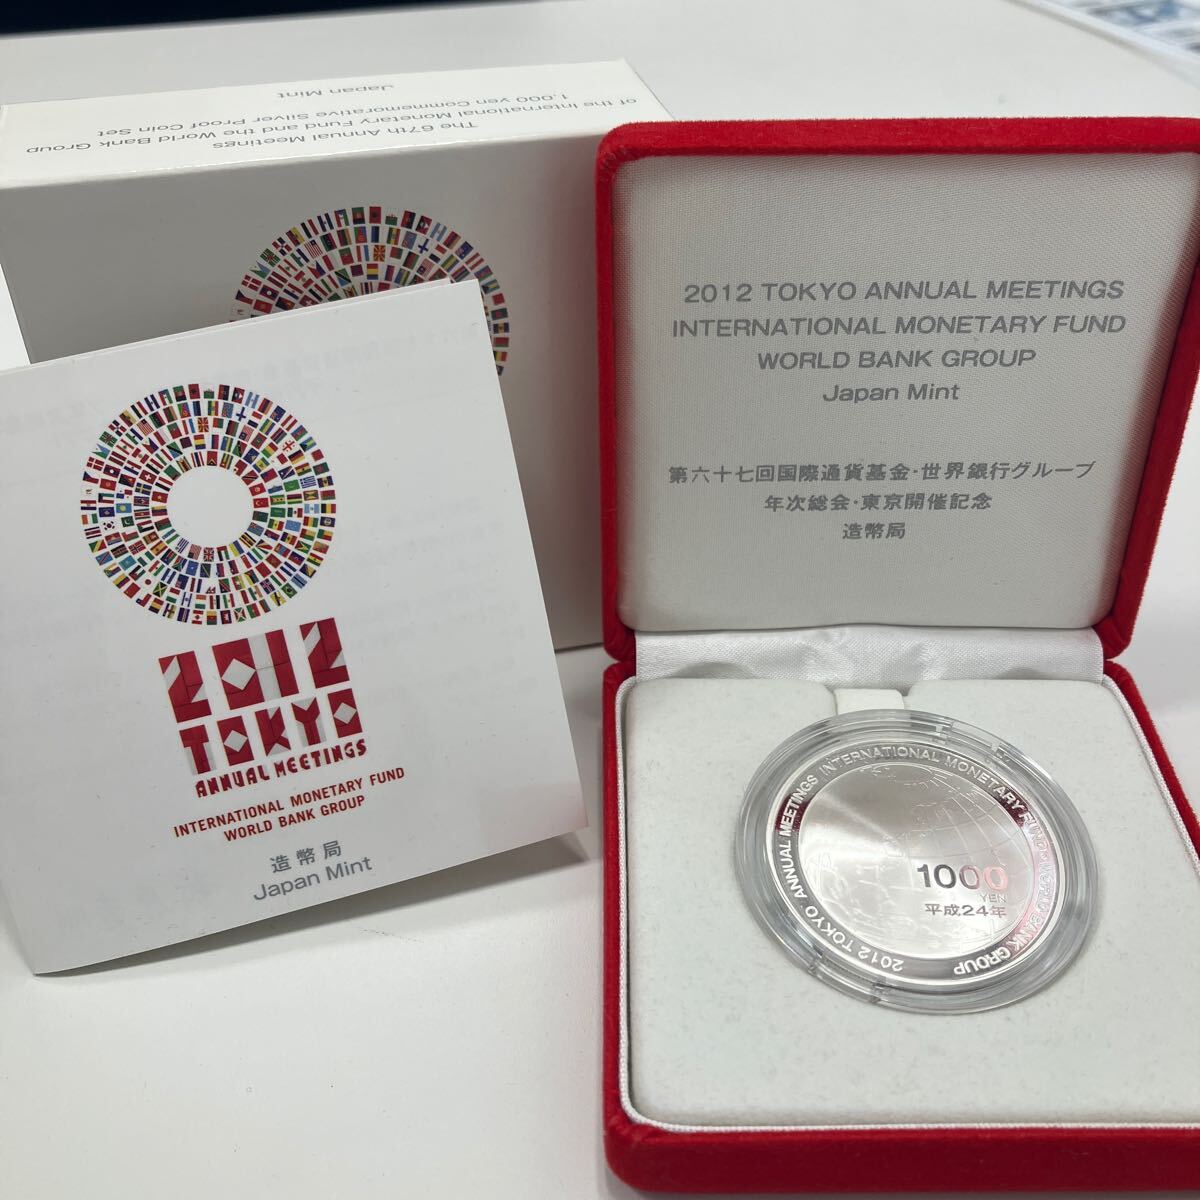 The 67th Annual Meetings
of the International Monetary Fund and the World Bank Group
1,000 yen Commemorative Silver Proof Coin Set
Japan Mint
2012
TOKYO
ANNUAL MEETINGS
INTERNATIONAL MONETARY FUND
WORLD BANK GROUP
造幣局
Japan Mint
2012 TOKYO ANNUAL MEETINGS
INTERNATIONAL MONETARY FUND
WORLD BANK GROUP
Japan Mint
第六十七回国際通貨基金・世界銀行グループ
年次総会・東京開催記念
造幣局
2012 TOKYO ANNUAL MEETINGS INTERNATIONAL MONETARY FUND・WORLD BANK GROUP
1000
YEN
平成24年